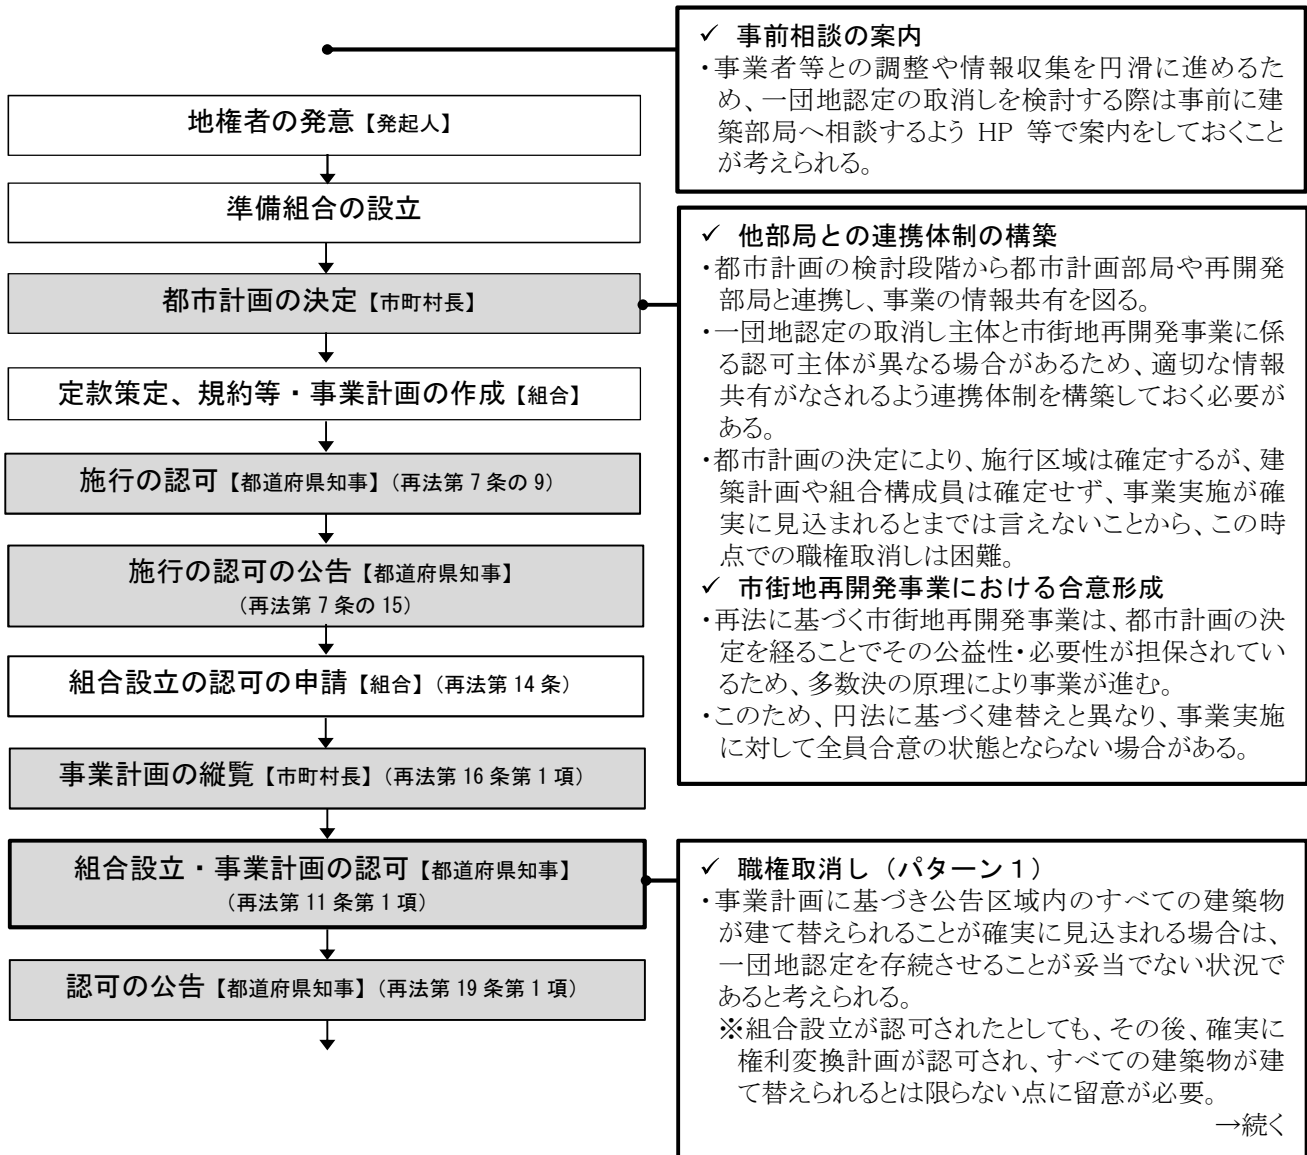 地権者の発意【発起人】
準備組合の設立
都市計画の決定【市町村長】
定款策定、規約等・事業計画の作成【組合】
施行の認可【都道府県知事】(再法第7条の9)
施行の認可の公告【都道府県知事】
(再法第7条の15)
組合設立の認可の申請【組合】(再法第14条)
事業計画の縦覧【市町村長】(再法第16条第1項)
組合設立・事業計画の認可【都道府県知事】
(再法第11条第1項)
認可の公告【都道府県知事】(再法第19条第1項)
✓ 事前相談の案内
・事業者等との調整や情報収集を円滑に進めるた
め、一団地認定の取消しを検討する際は事前に建
築部局へ相談するよう HP 等で案内をしておくこと
が考えられる。
✓ 他部局との連携体制の構築
・都市計画の検討段階から都市計画部局や再開発
部局と連携し、事業の情報共有を図る。
・一団地認定の取消し主体と市街地再開発事業に係
る認可主体が異なる場合があるため、適切な情報
共有がなされるよう連携体制を構築しておく必要が
ある。
・都市計画の決定により、施行区域は確定するが、建
築計画や組合構成員は確定せず、事業実施が確
実に見込まれるとまでは言えないことから、この時
点での職権取消しは困難。
✓ 市街地再開発事業における合意形成
・再法に基づく市街地再開発事業は、都市計画の決
定を経ることでその公益性・必要性が担保されてい
るため、多数決の原理により事業が進む。
・このため、円法に基づく建替えと異なり、事業実施
に対して全員合意の状態とならない場合がある。
✓ 職権取消し（パターン1）
・事業計画に基づき公告区域内のすべての建築物
が建て替えられることが確実に見込まれる場合は、
一団地認定を存続させることが妥当でない状況で
あると考えられる。
※組合設立が認可されたとしても、その後、確実に
権利変換計画が認可され、すべての建築物が建
て替えられるとは限らない点に留意が必要。
→続く